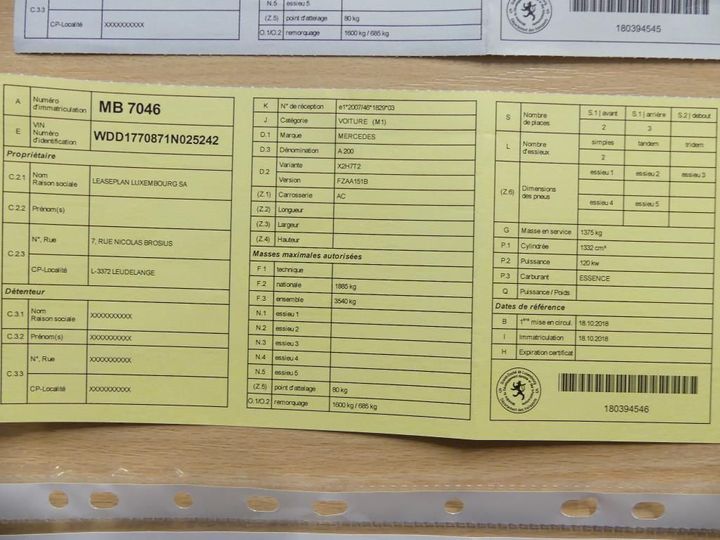 C.3.3
CP-Localité XXXXXXXXXX
N.5 essieu 5
(Z.5) point d'attelage 80 kg
O.1/O.2 remorquage 1600 kg / 685 kg
180394545
A Numéro d'immatriculation MB 7046
E VIN Numéro d'identification WDD1770871N025242
Propriétaire
C.2.1 Nom Raison sociale LEASEPLAN LUXEMBOURG SA
C.2.2 Prénom(s)
C.2.3 N°, Rue 7, RUE NICOLAS BROSIUS
CP-Localité L-3372 LEUDELANGE
Détenteur
C.3.1 Nom Raison sociale XXXXXXXXXX
C.3.2 Prénom(s) XXXXXXXXXX
C.3.3 N°, Rue XXXXXXXXXX
CP-Localité XXXXXXXXXX
K N° de réception e1*2007/46*1829*03
J Catégorie VOITURE (M1)
D.1 Marque MERCEDES
D.3 Dénomination A 200
D.2 Variante X2H7T2
Version FZAA151B
(Z.1) Carrosserie AC
(Z.2) Longueur
(Z.3) Largeur
(Z.4) Hauteur
Masses maximales autorisées
F.1 technique
F.2 nationale 1885 kg
F.3 ensemble 3540 kg
N.1 essieu 1
N.2 essieu 2
N.3 essieu 3
N.4 essieu 4
N.5 essieu 5
(Z.5) point d'attelage 80 kg
O.1/O.2 remorquage 1600 kg / 685 kg
S Nombre de places S.1 | avant S.1 | arrière S.2 | debout
2 3
L Nombre d'essieux simples tandem tridem
2
(Z.6) Dimensions des pneus essieu 1 essieu 2 essieu 3
essieu 4 essieu 5
G Masse en service 1375 kg
P.1 Cylindrée 1332 cm³
P.2 Puissance 120 kw
P.3 Carburant ESSENCE
Q Puissance / Poids
Dates de référence
B 1ère mise en circul. 18.10.2018
I Immatriculation 18.10.2018
H Expiration certificat
180394546